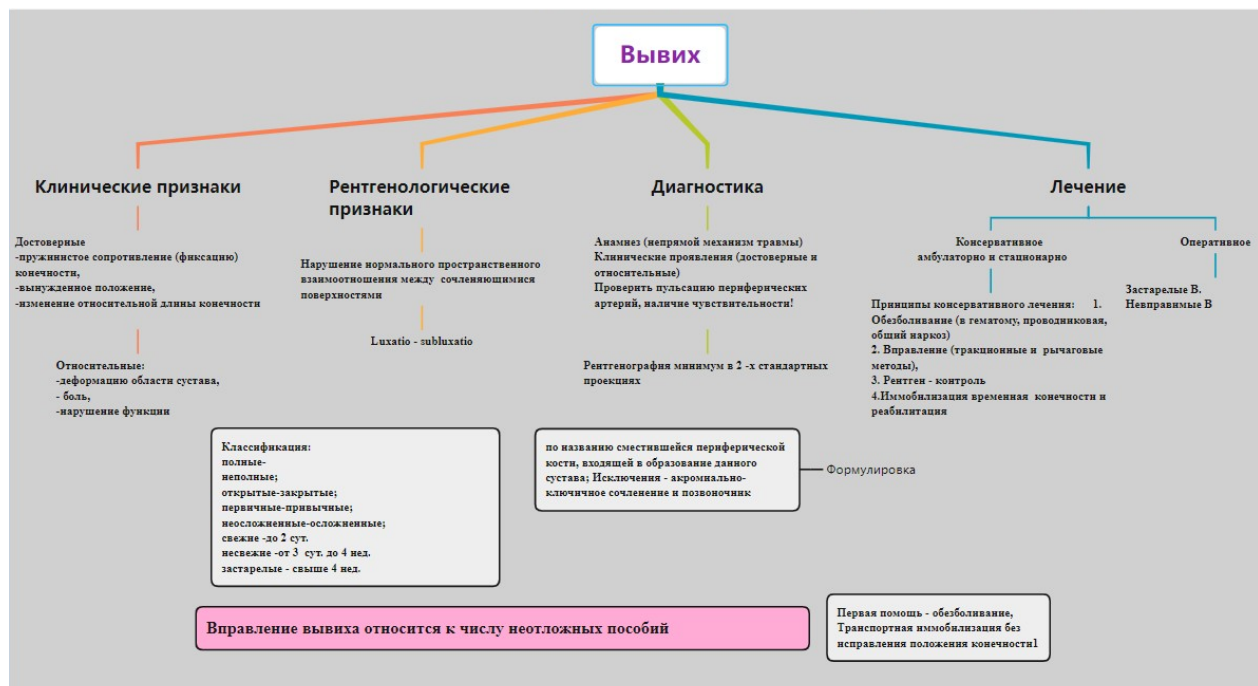 Вывих
Клинические признаки
Достоверные
-пружинистое сопротивление (фиксацию)
конечности,
-вынужденное положение,
-изменение относительной длины конечности
Относительные:
-деформацию области сустава,
- боль,
-нарушение функции
Рентгенологические
признаки
Нарушение нормального пространственного
взаимоотношения между сочленяющимися
поверхностями
Luxatio - subluxatio
Диагностика
Анамнез (непрямой механизм травмы)
Клинические проявления (достоверные и
относительные)
Проверить пульсацию периферических
артерий, наличие чувствительности!
Рентгенография минимум в 2 -х стандартных
проекциях
Лечение
Консервативное
амбулаторно и стационарно
Принципы консервативного лечения: 1.
Обезболивание (в гематому, проводинковая,
общий наркоз)
2. Вправление (тракционные и рычаговые
методы),
3. Рентген - контроль
4.Иммобилизация временная конечности и
реабилитация
Оперативное
Застарелые В.
Невправимые В
Классификация:
полные-
неполные;
открытые-закрытые;
первичные-привычные;
неосложненные-осложненные;
свежие -до 2 сут.
несвежие -от 3 сут. до 4 нед.
застарелые - свыше 4 нед.
по названию сместившейся периферической
кости, входящей в образование данного
сустава; Исключения - акромиально-
ключичное сочленение и позвоночник
Формулировка
Вправление вывиха относится к числу неотложных пособий
Первая помощь - обезболивание,
Транспортная иммобилизация без
исправления положения конечности1